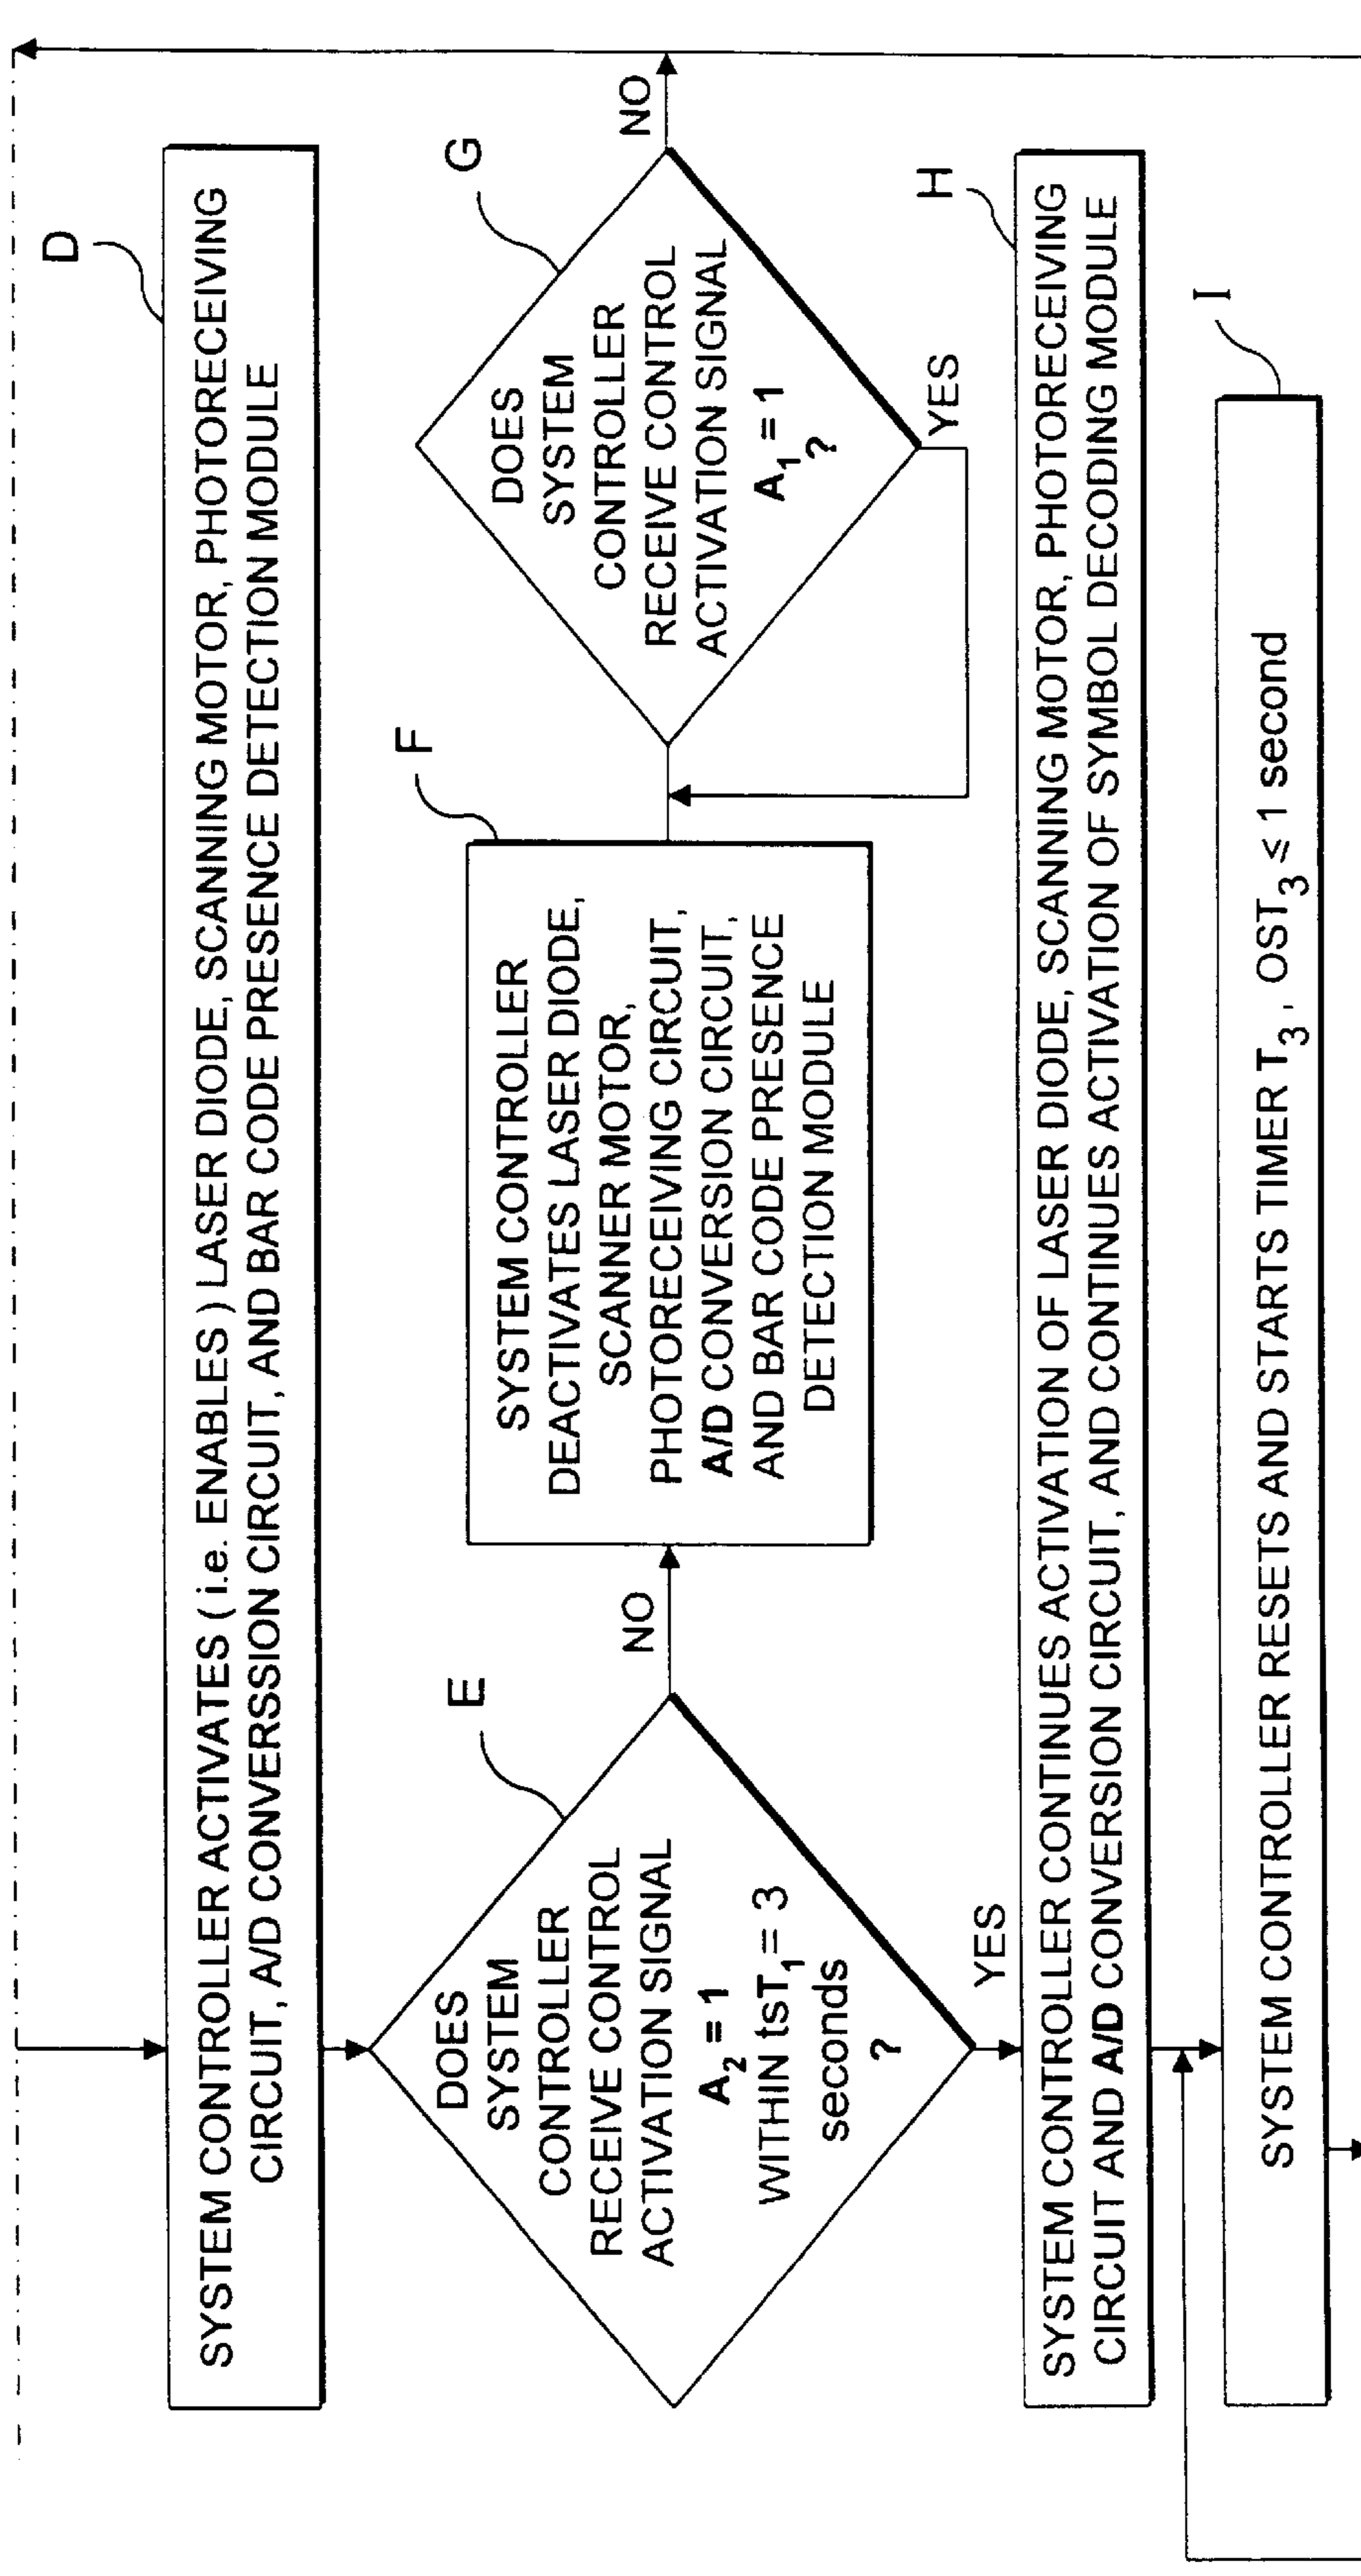 D
SYSTEM CONTROLLER ACTIVATES ( i.e. ENABLES ) LASER DIODE, SCANNING MOTOR, PHOTORECEIVING
CIRCUIT, A/D CONVERSSION CIRCUIT, AND BAR CODE PRESENCE DETECTION MODULE
E
DOES
SYSTEM
CONTROLLER
RECEIVE CONTROL
ACTIVATION SIGNAL
A₂ = 1
WITHIN tsT₁ = 3
seconds
?
NO
YES
F
SYSTEM CONTROLLER
DEACTIVATES LASER DIODE,
SCANNER MOTOR,
PHOTORECEIVING CIRCUIT,
A/D CONVERSION CIRCUIT,
AND BAR CODE PRESENCE
DETECTION MODULE
G
DOES
SYSTEM
CONTROLLER
RECEIVE CONTROL
ACTIVATION SIGNAL
A₁ = 1
?
NO
YES
H
SYSTEM CONTROLLER CONTINUES ACTIVATION OF LASER DIODE, SCANNING MOTOR, PHOTORECEIVING
CIRCUIT AND A/D CONVERSION CIRCUIT, AND CONTINUES ACTIVATION OF SYMBOL DECODING MODULE
I
SYSTEM CONTROLLER RESETS AND STARTS TIMER T₃, OST₃ ≤ 1 second